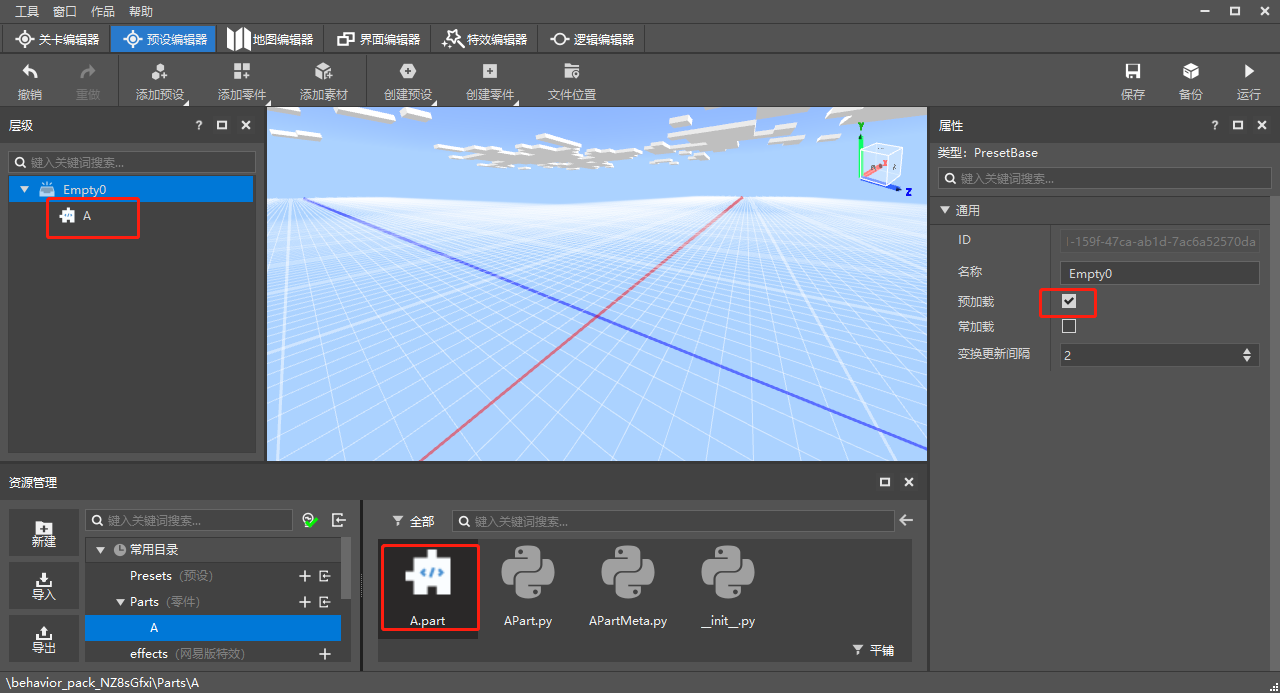 工具 窗口 作品 帮助
关卡编辑器 预设编辑器 地图编辑器 界面编辑器 特效编辑器 逻辑编辑器
撤销 重做 添加预设 添加零件 添加素材 创建预设 创建零件 文件位置 保存 备份 运行
层级 ?
键入关键词搜索...
Empty0
A
Y
Z
属性 ?
类型: PresetBase
键入关键词搜索...
通用
ID -159f-47ca-ab1d-7ac6a52570da
名称 Empty0
预加载
常加载
变换更新间隔 2
资源管理
新建
导入
导出
键入关键词搜索...
常用目录
Presets (预设)
Parts (零件)
A
effects (网易版特效)
全部 键入关键词搜索...
A.part APart.py APartMeta.py __init__.py
平铺
\behavior_pack_NZ8sGfxi\Parts\A